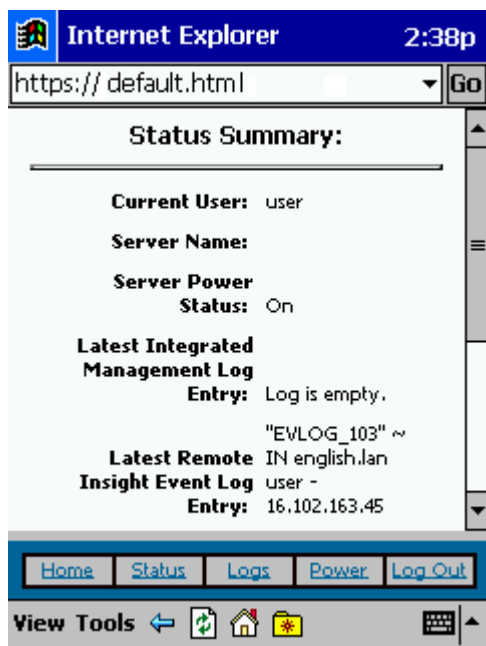 Internet Explorer 2:38p
https:// default.html Go
Status Summary:
Current User: user
Server Name:
Server Power
Status: On
Latest Integrated
Management Log
Entry: Log is empty.
"EVLOG_103" ~
Latest Remote IN english.lan
Insight Event Log user -
Entry: 16.102.163.45
Home Status Logs Power Log Out
View Tools